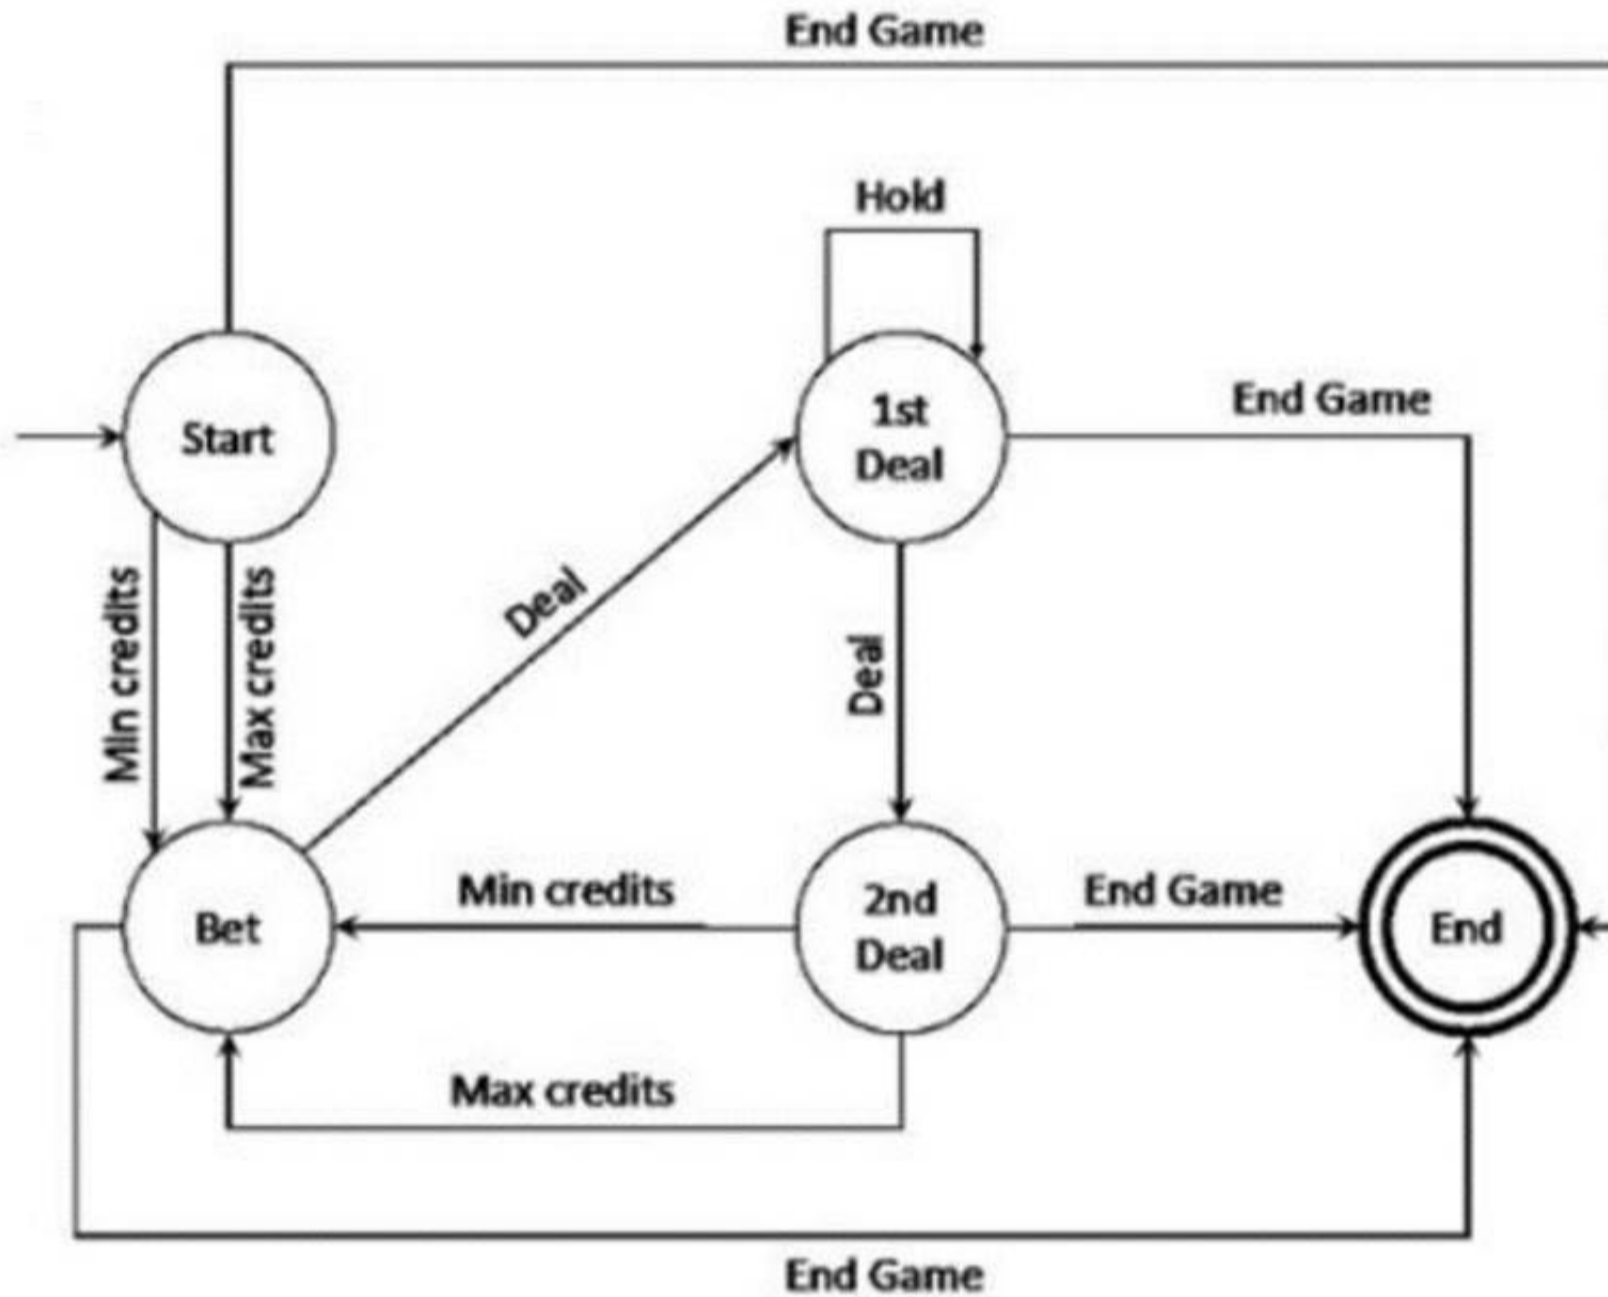 End Game
Hold
1st
Deal
End Game
Start
Min credits
Max credits
Deal
Deal
Min credits
2nd
Deal
End Game
Bet
End
Max credits
End Game